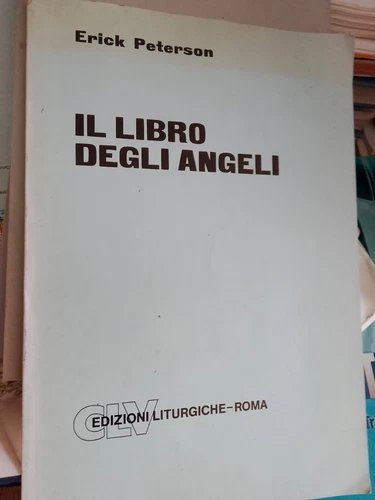 Erick Peterson
IL LIBRO
DEGLI ANGELI
CLV EDIZIONI LITURGICHE-ROMA